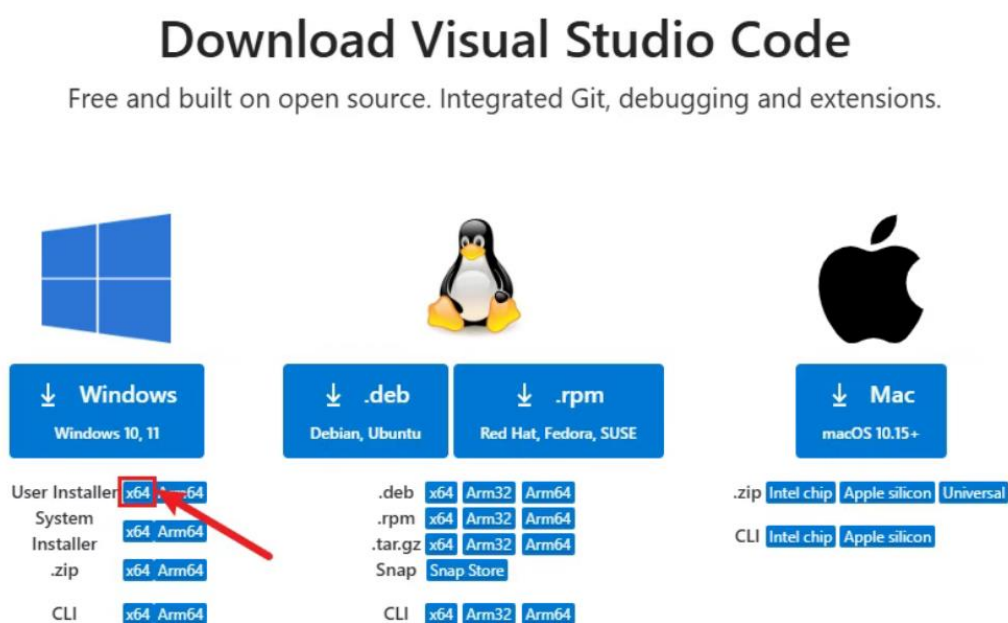 Download Visual Studio Code
Free and built on open source. Integrated Git, debugging and extensions.
Windows
Windows 10, 11
User Installer x64 Arm64
System
Installer x64 Arm64
.zip x64 Arm64
CLI x64 Arm64
.deb
Debian, Ubuntu
.rpm
Red Hat, Fedora, SUSE
.deb x64 Arm32 Arm64
.rpm x64 Arm32 Arm64
.tar.gz x64 Arm32 Arm64
Snap Snap Store
CLI x64 Arm32 Arm64
Mac
macOS 10.15+
.zip Intel chip Apple silicon Universal
CLI Intel chip Apple silicon